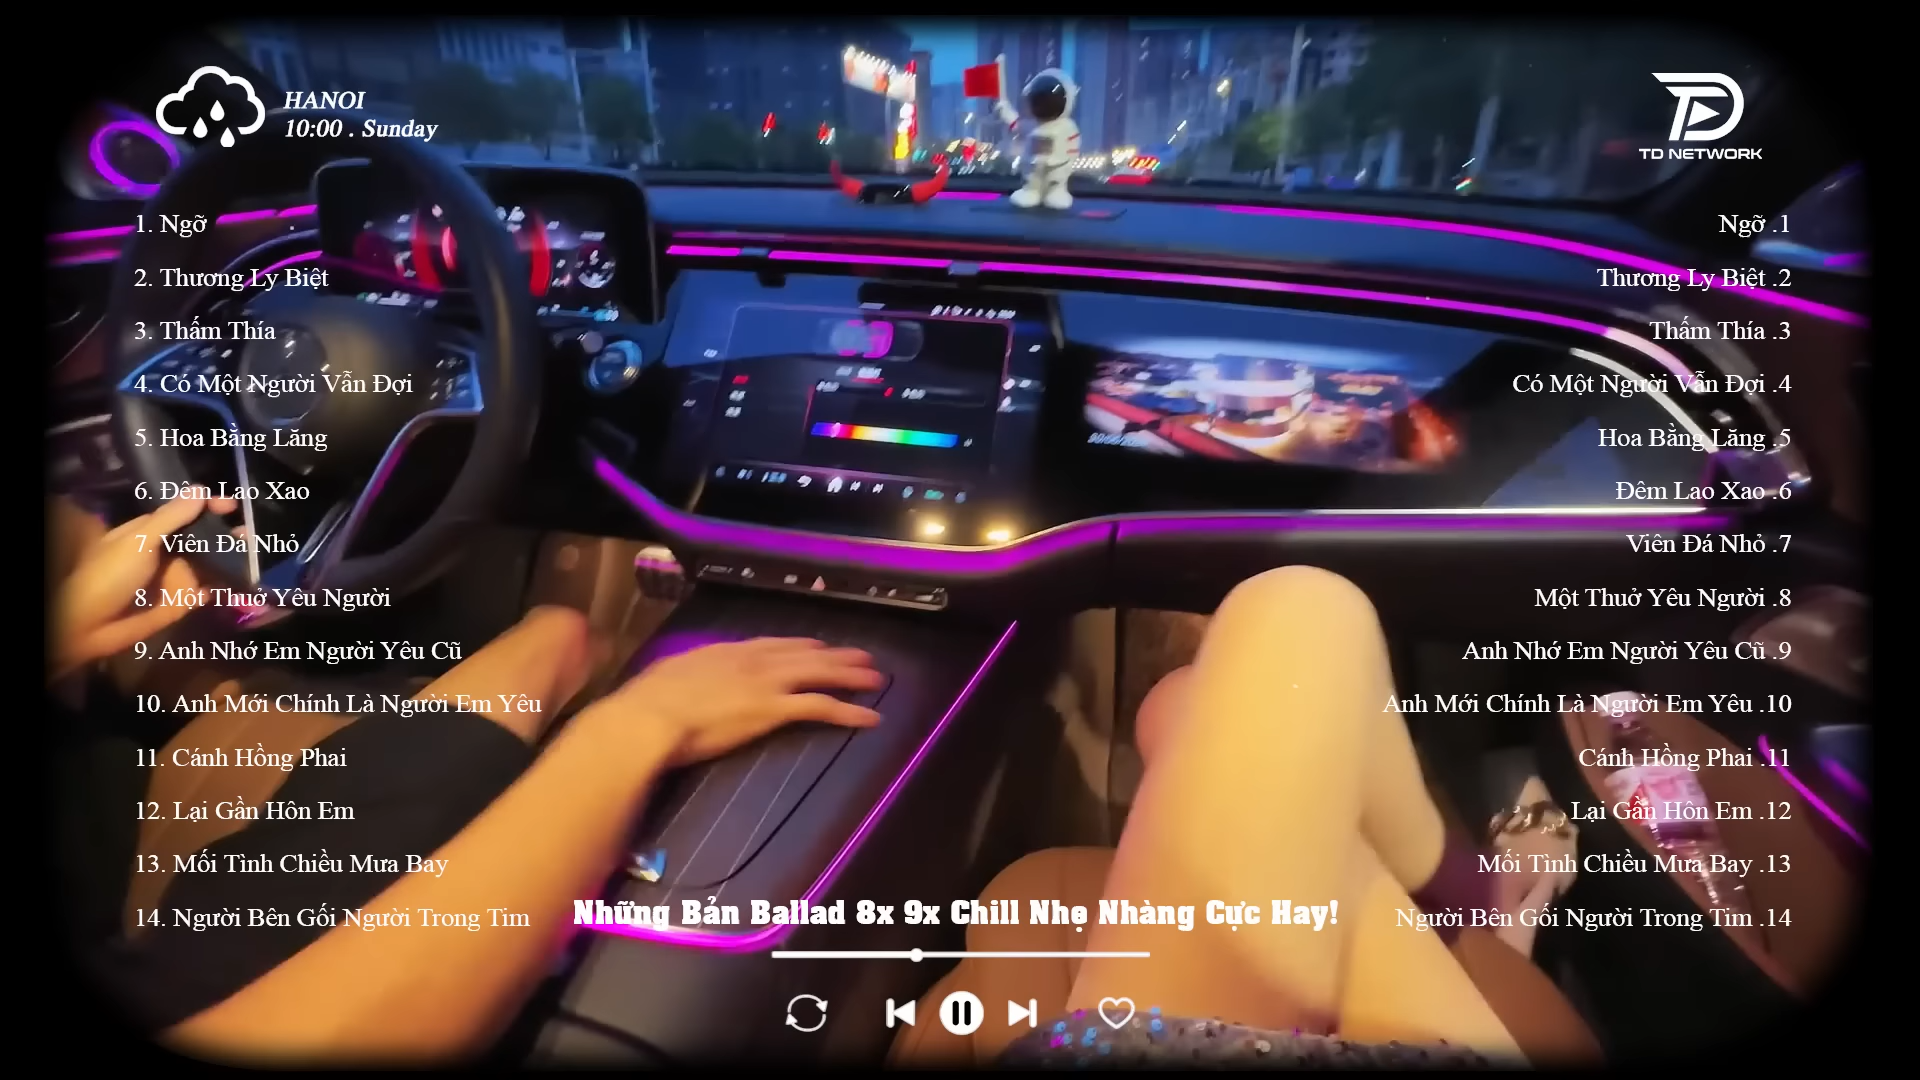 HANOI
10:00 . Sunday
TD NETWORK
1. Ngỡ
2. Thương Ly Biệt
3. Thấm Thía
4. Có Một Người Vẫn Đợi
5. Hoa Bằng Lăng
6. Đêm Lao Xao
7. Viên Đá Nhỏ
8. Một Thuở Yêu Người
9. Anh Nhớ Em Người Yêu Cũ
10. Anh Mới Chính Là Người Em Yêu
11. Cánh Hồng Phai
12. Lại Gần Hôn Em
13. Mối Tình Chiều Mưa Bay
14. Người Bên Gối Người Trong Tim
Ngỡ .1
Thương Ly Biệt .2
Thấm Thía .3
Có Một Người Vẫn Đợi .4
Hoa Bằng Lăng .5
Đêm Lao Xao .6
Viên Đá Nhỏ .7
Một Thuở Yêu Người .8
Anh Nhớ Em Người Yêu Cũ .9
Anh Mới Chính Là Người Em Yêu .10
Cánh Hồng Phai .11
Lại Gần Hôn Em .12
Mối Tình Chiều Mưa Bay .13
Người Bên Gối Người Trong Tim .14
Những Bản Ballad 8x 9x Chill Nhẹ Nhàng Cực Hay!